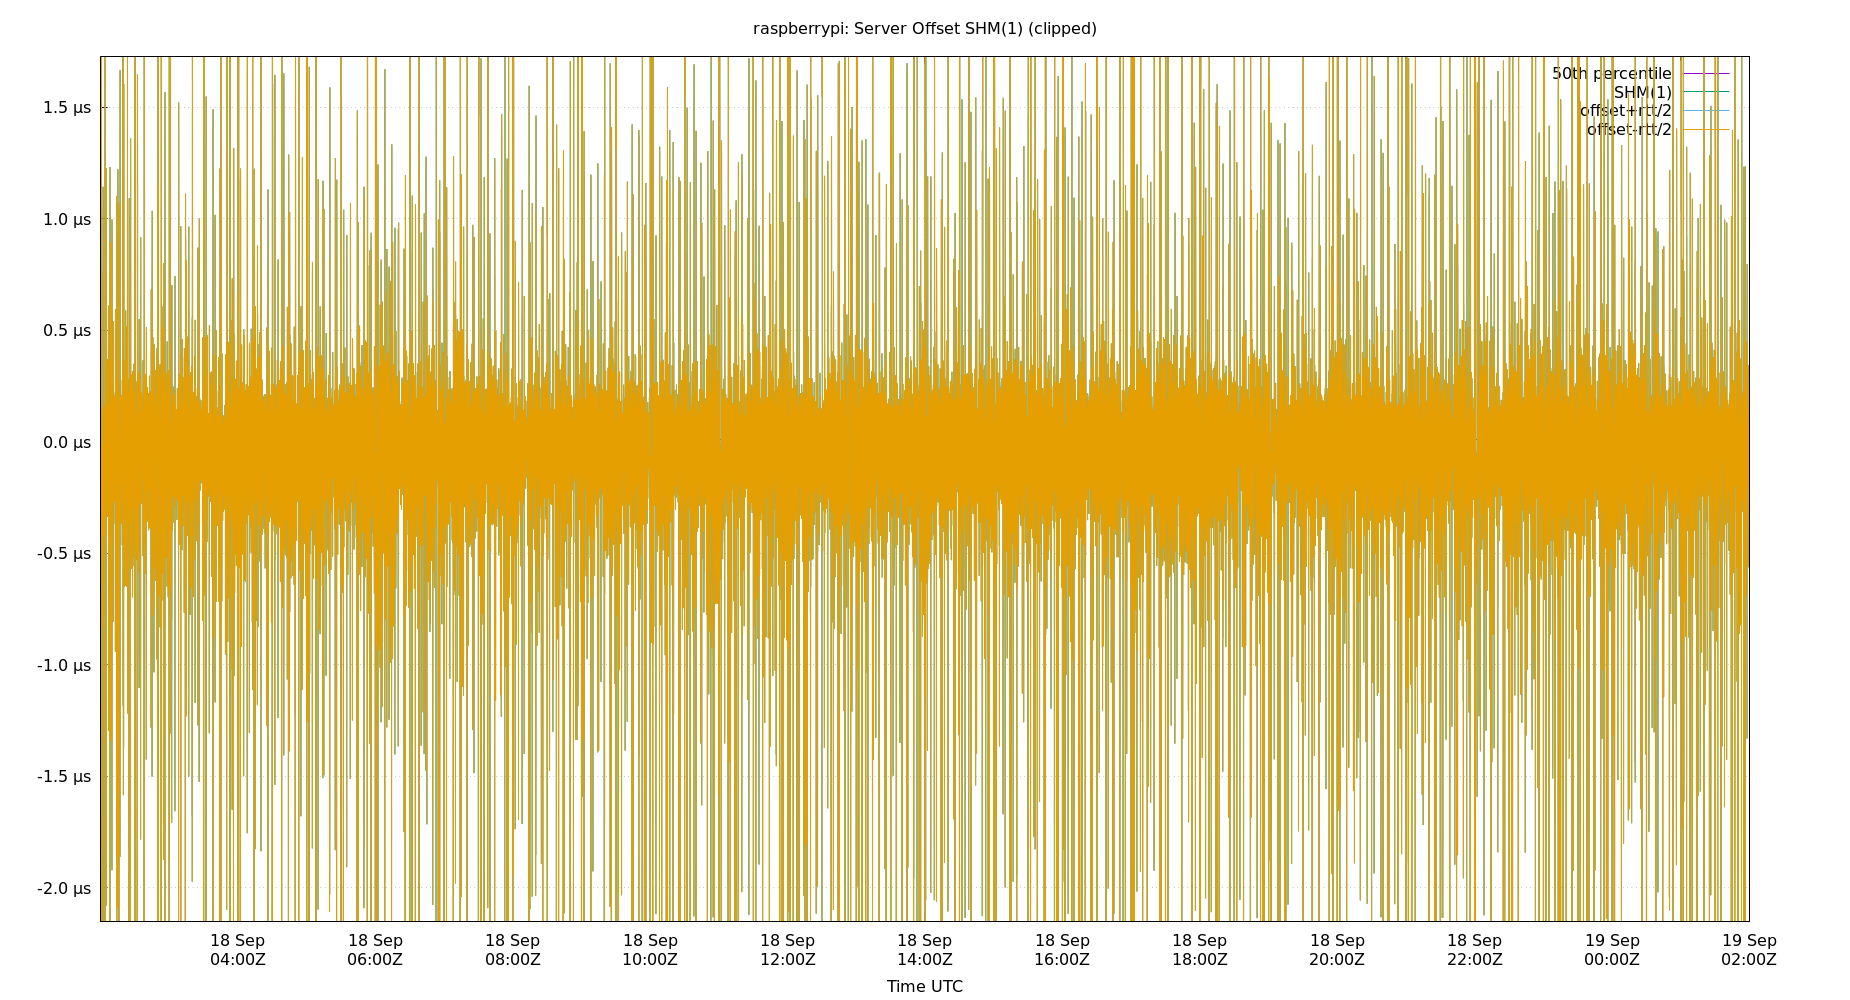 raspberrypi: Server Offset SHM(1) (clipped)
50th percentile
SHM(1)
offset+rtt/2
offset-rtt/2
1.5 µs
1.0 µs
0.5 µs
0.0 µs
-0.5 µs
-1.0 µs
-1.5 µs
-2.0 µs
18 Sep 18 Sep 18 Sep 18 Sep 18 Sep 18 Sep 18 Sep 18 Sep 18 Sep 18 Sep 19 Sep 19 Sep
04:00Z 06:00Z 08:00Z 10:00Z 12:00Z 14:00Z 16:00Z 18:00Z 20:00Z 22:00Z 00:00Z 02:00Z
Time UTC